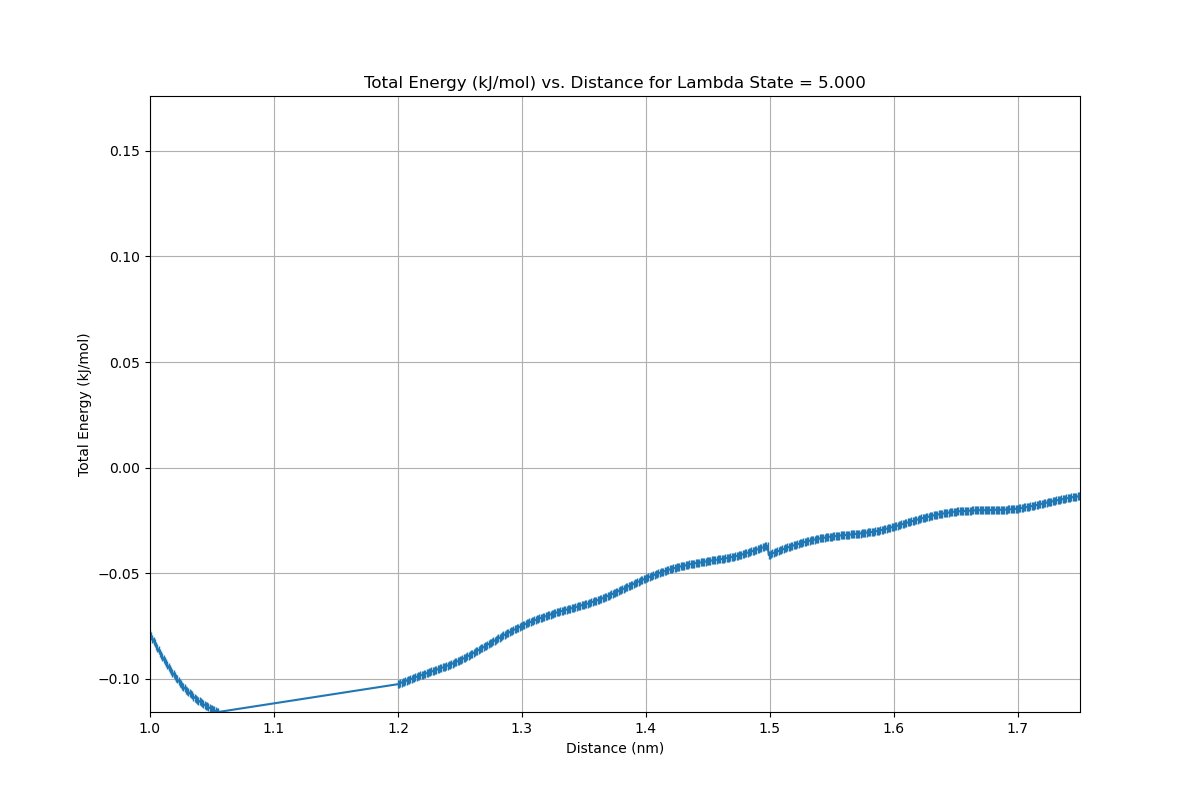 Total Energy (kJ/mol) vs. Distance for Lambda State = 5.000
0.15
0.10
0.05
0.00
−0.05
−0.10
Total Energy (kJ/mol)
1.0 1.1 1.2 1.3 1.4 1.5 1.6 1.7
Distance (nm)